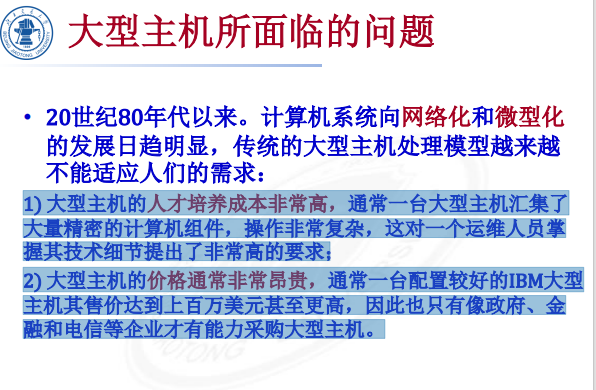 大型主机所面临的问题
• 20世纪80年代以来。计算机系统向网络化和微型化
的发展日趋明显，传统的大型主机处理模型越来越
不能适应人们的需求：
1) 大型主机的人才培养成本非常高，通常一台大型主机汇集了
大量精密的计算机组件，操作非常复杂，这对一个运维人员掌
握其技术细节提出了非常高的要求；
2) 大型主机的价格通常非常昂贵，通常一台配置较好的IBM大型
主机其售价达到上百万美元甚至更高，因此也只有像政府、金
融和电信等企业才有能力采购大型主机。